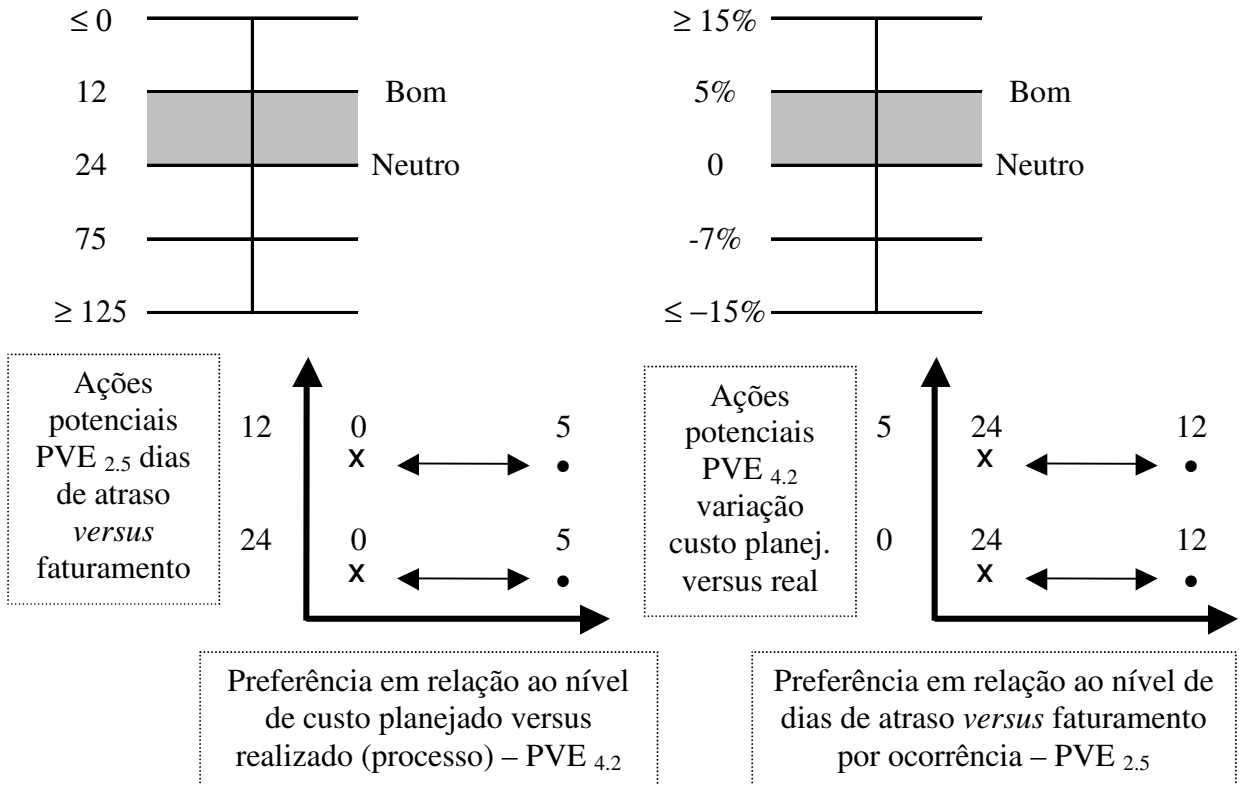 ≤ 0
12 Bom
24 Neutro
75
≥ 125
≥ 15%
5% Bom
0 Neutro
-7%
≤ −15%
Ações
potenciais
PVE 2.5 dias
de atraso
versus
faturamento
12 0 5
x •
24 0 5
x •
Preferência em relação ao nível
de custo planejado versus
realizado (processo) – PVE 4.2
Ações
potenciais
PVE 4.2
variação
custo planej.
versus real
5 24 12
x •
0 24 12
x •
Preferência em relação ao nível de
dias de atraso versus faturamento
por ocorrência – PVE 2.5